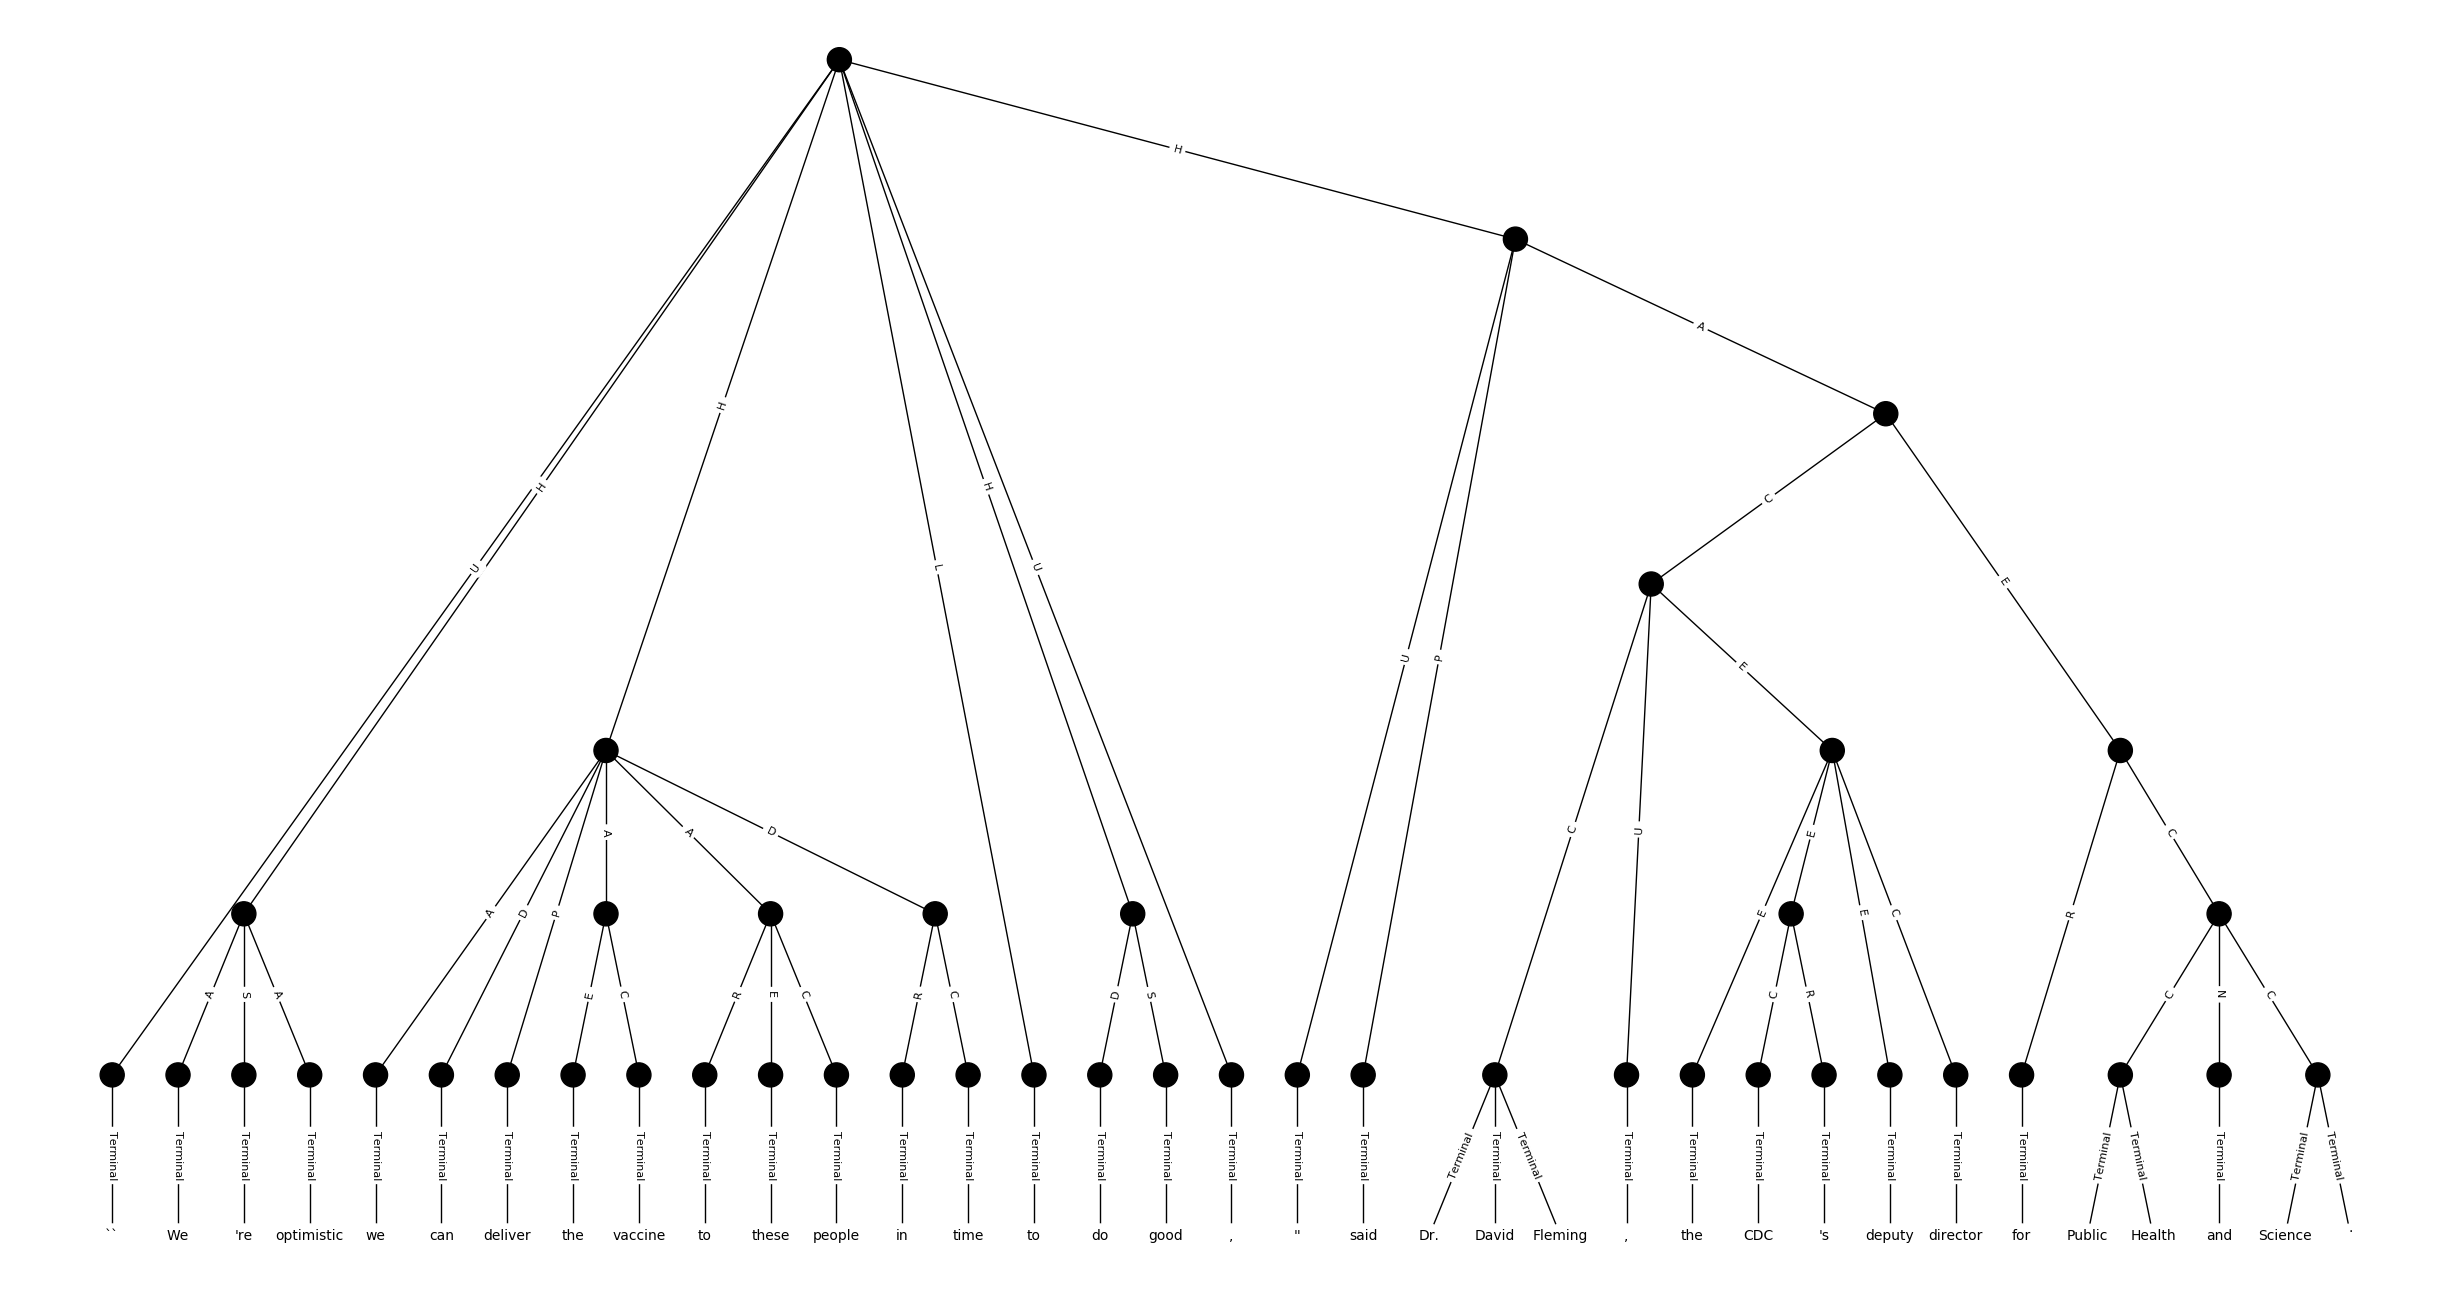 H
A
H
C
H
H
U
L
U
E
U
P
E
A
D
A
A
C
U
E
C
A
D
P
E
E
C
R
A
S
A
E
C
R
E
C
R
C
D
S
C
R
C
N
C
Terminal Terminal Terminal Terminal Terminal Terminal Terminal Terminal Terminal Terminal Terminal Terminal Terminal Terminal Terminal Terminal Terminal Terminal Terminal Terminal Terminal Terminal Terminal Terminal Terminal Terminal Terminal Terminal Terminal Terminal Terminal Terminal Terminal Terminal Terminal
`` We 're optimistic we can deliver the vaccine to these people in time to do good , " said Dr. David Fleming , the CDC 's deputy director for Public Health and Science .